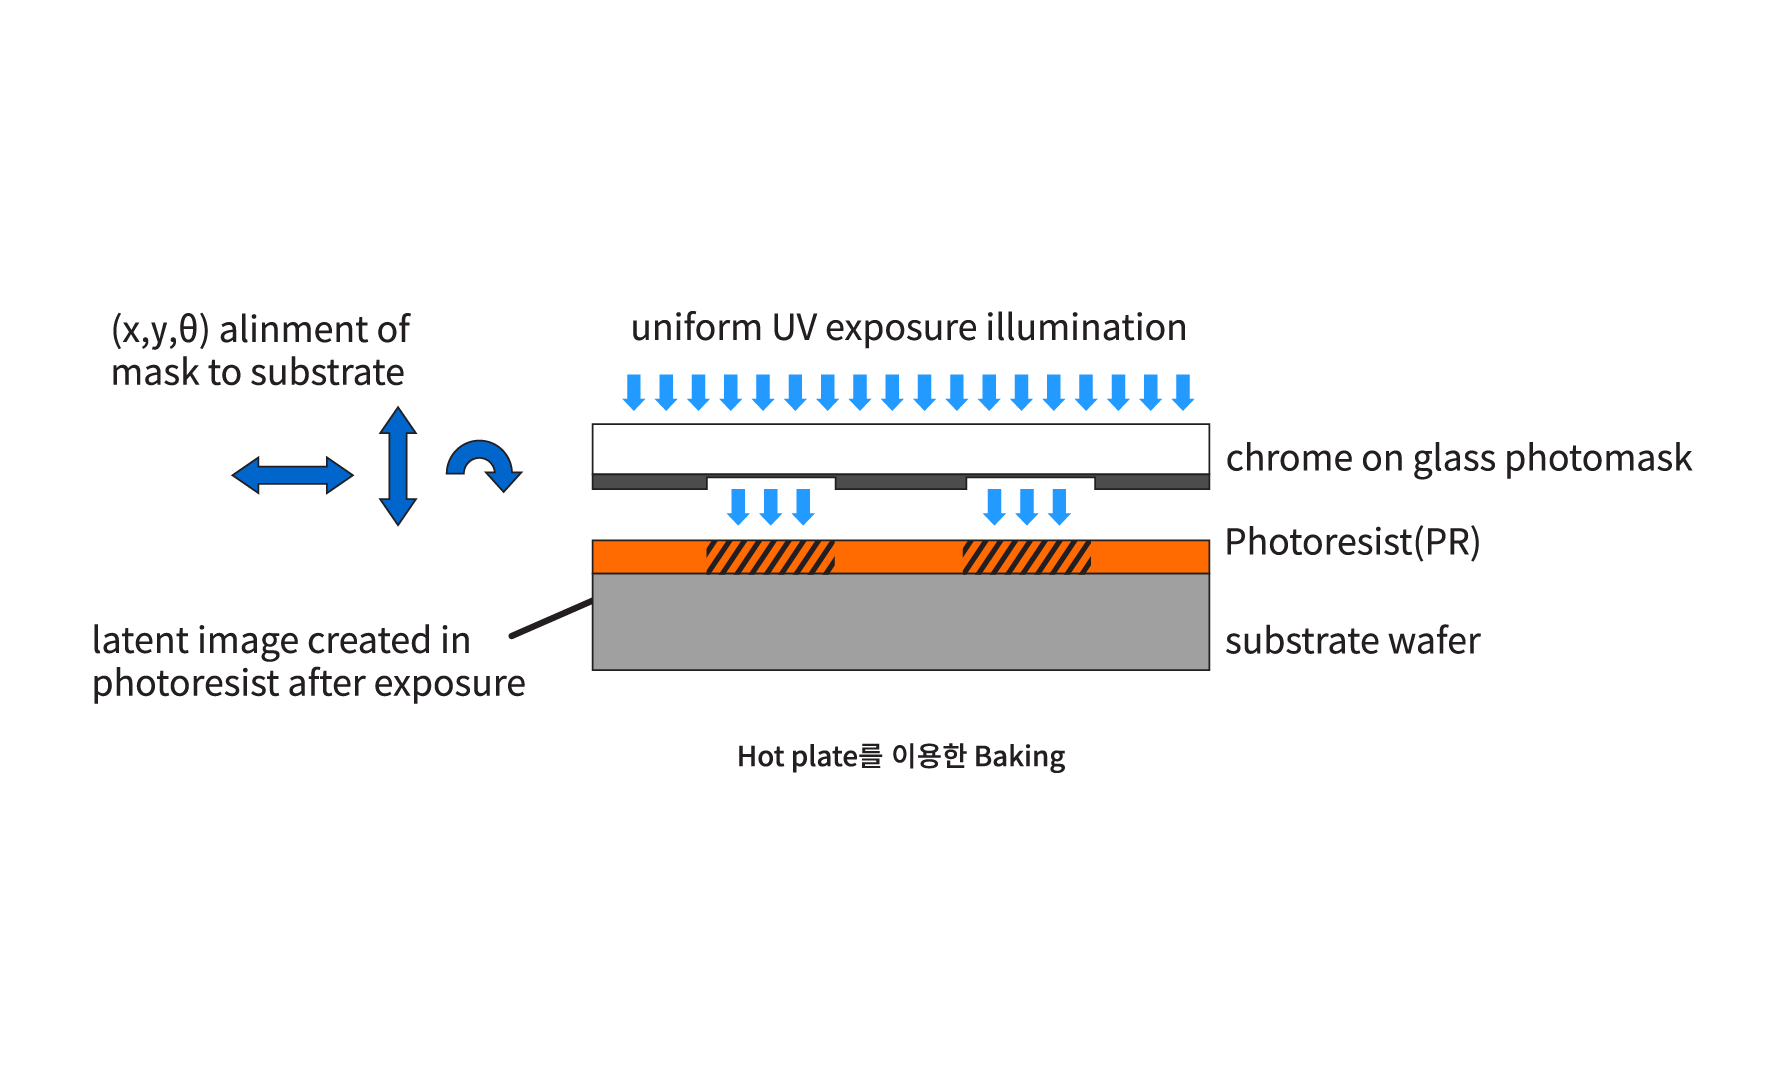 (x,y,θ) alinment of
mask to substrate
uniform UV exposure illumination
chrome on glass photomask
Photoresist(PR)
substrate wafer
latent image created in
photoresist after exposure
Hot plate를 이용한 Baking